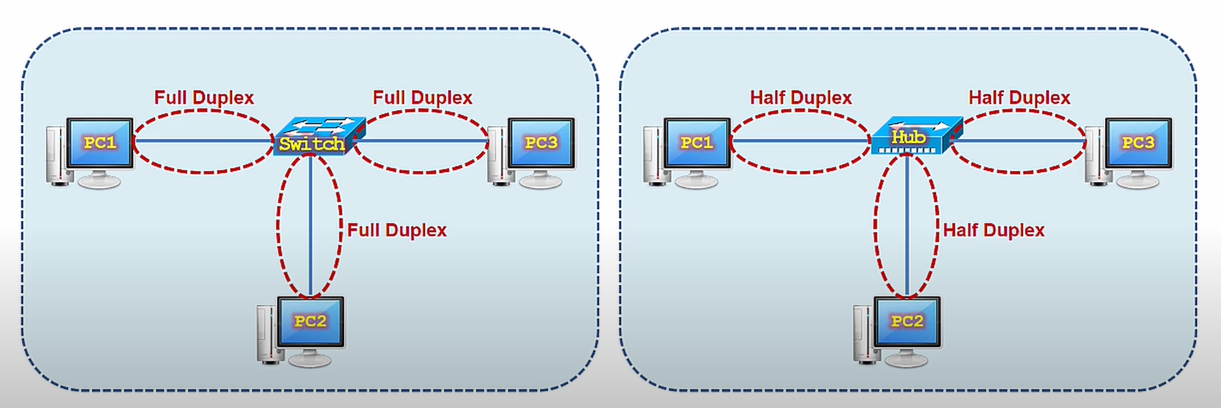 Full Duplex
Full Duplex
PC1
Switch
PC3
Full Duplex
PC2
Half Duplex
Half Duplex
PC1
Hub
PC3
Half Duplex
PC2